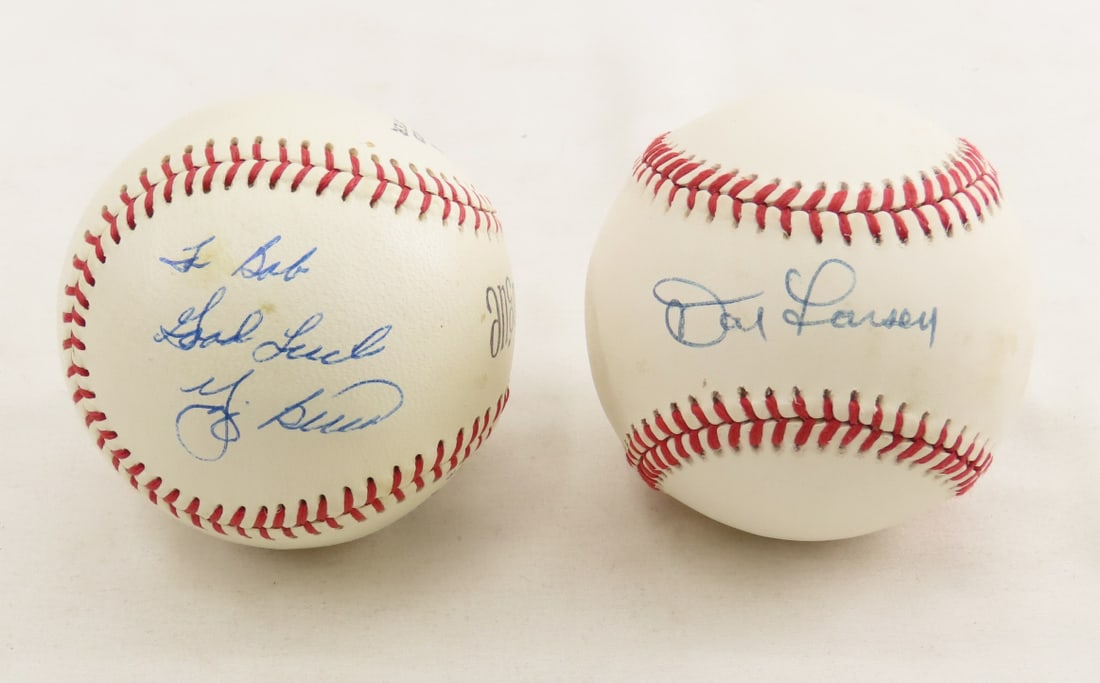 To Bob
Good Luck
Yogi Berra
Don Larsen